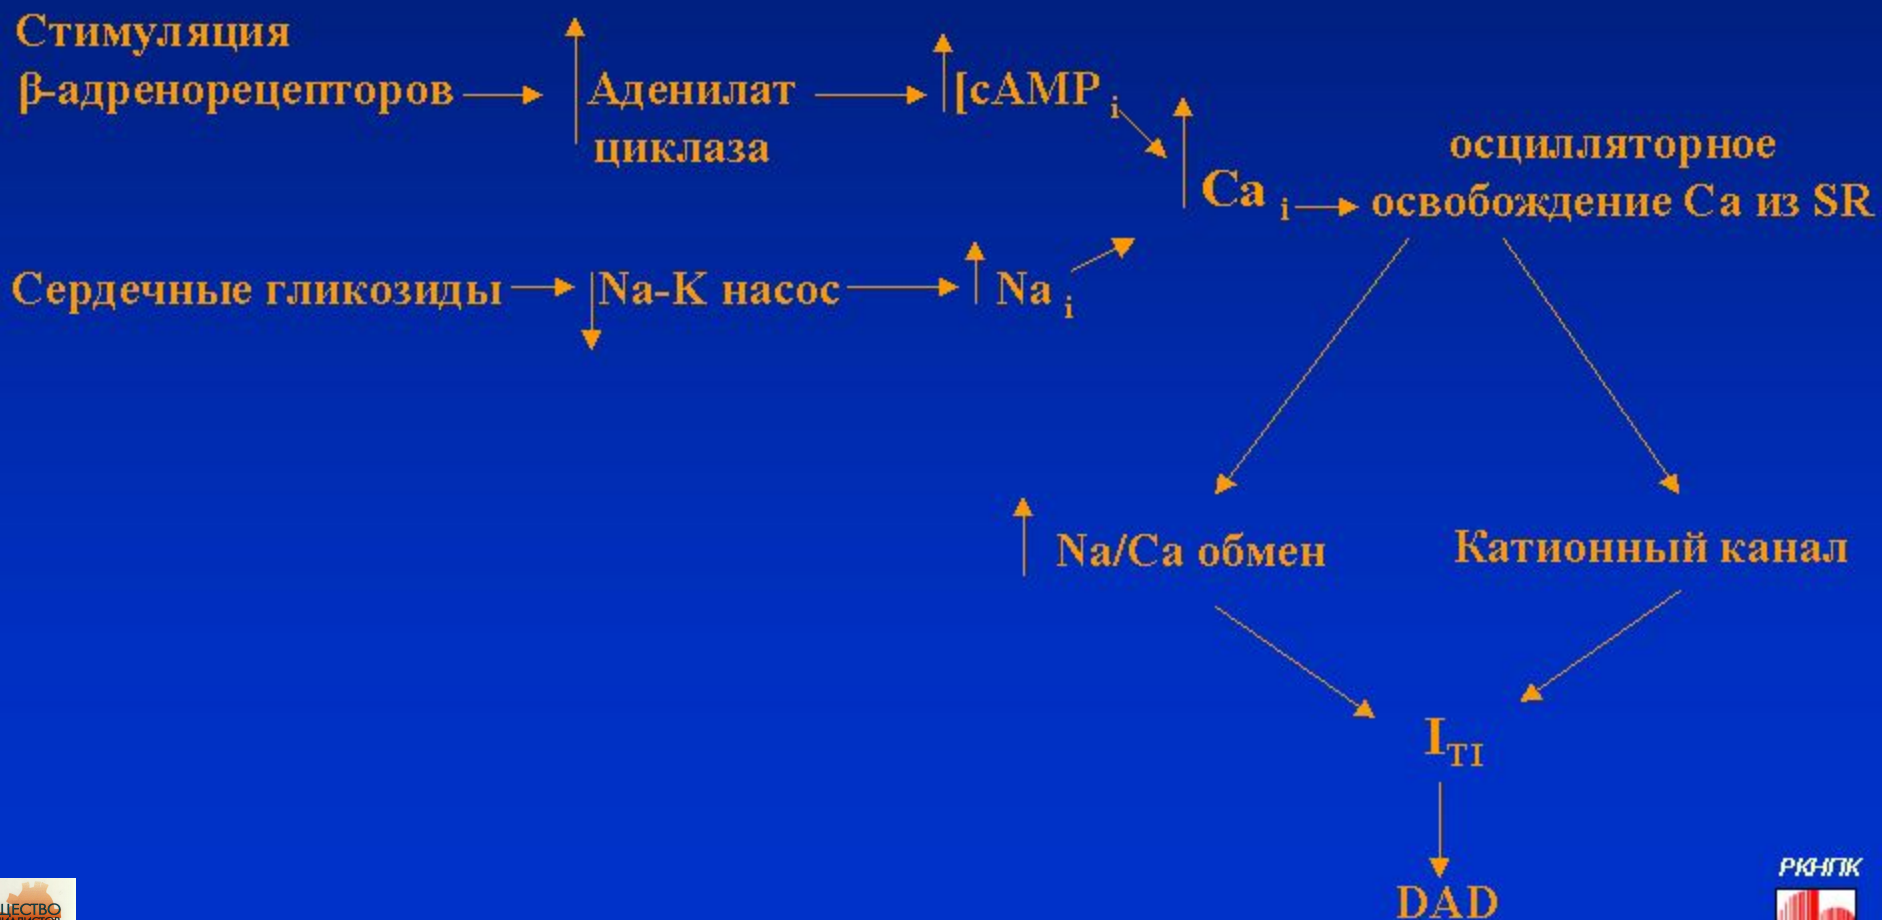 Стимуляция
β-адренорецепторов
Аденилат
циклаза
[cAMP i
Ca i
осцилляторное
освобождение Ca из SR
Сердечные гликозиды
Na-K насос
Na i
Na/Ca обмен
Катионный канал
I TI
DAD
РКНПК